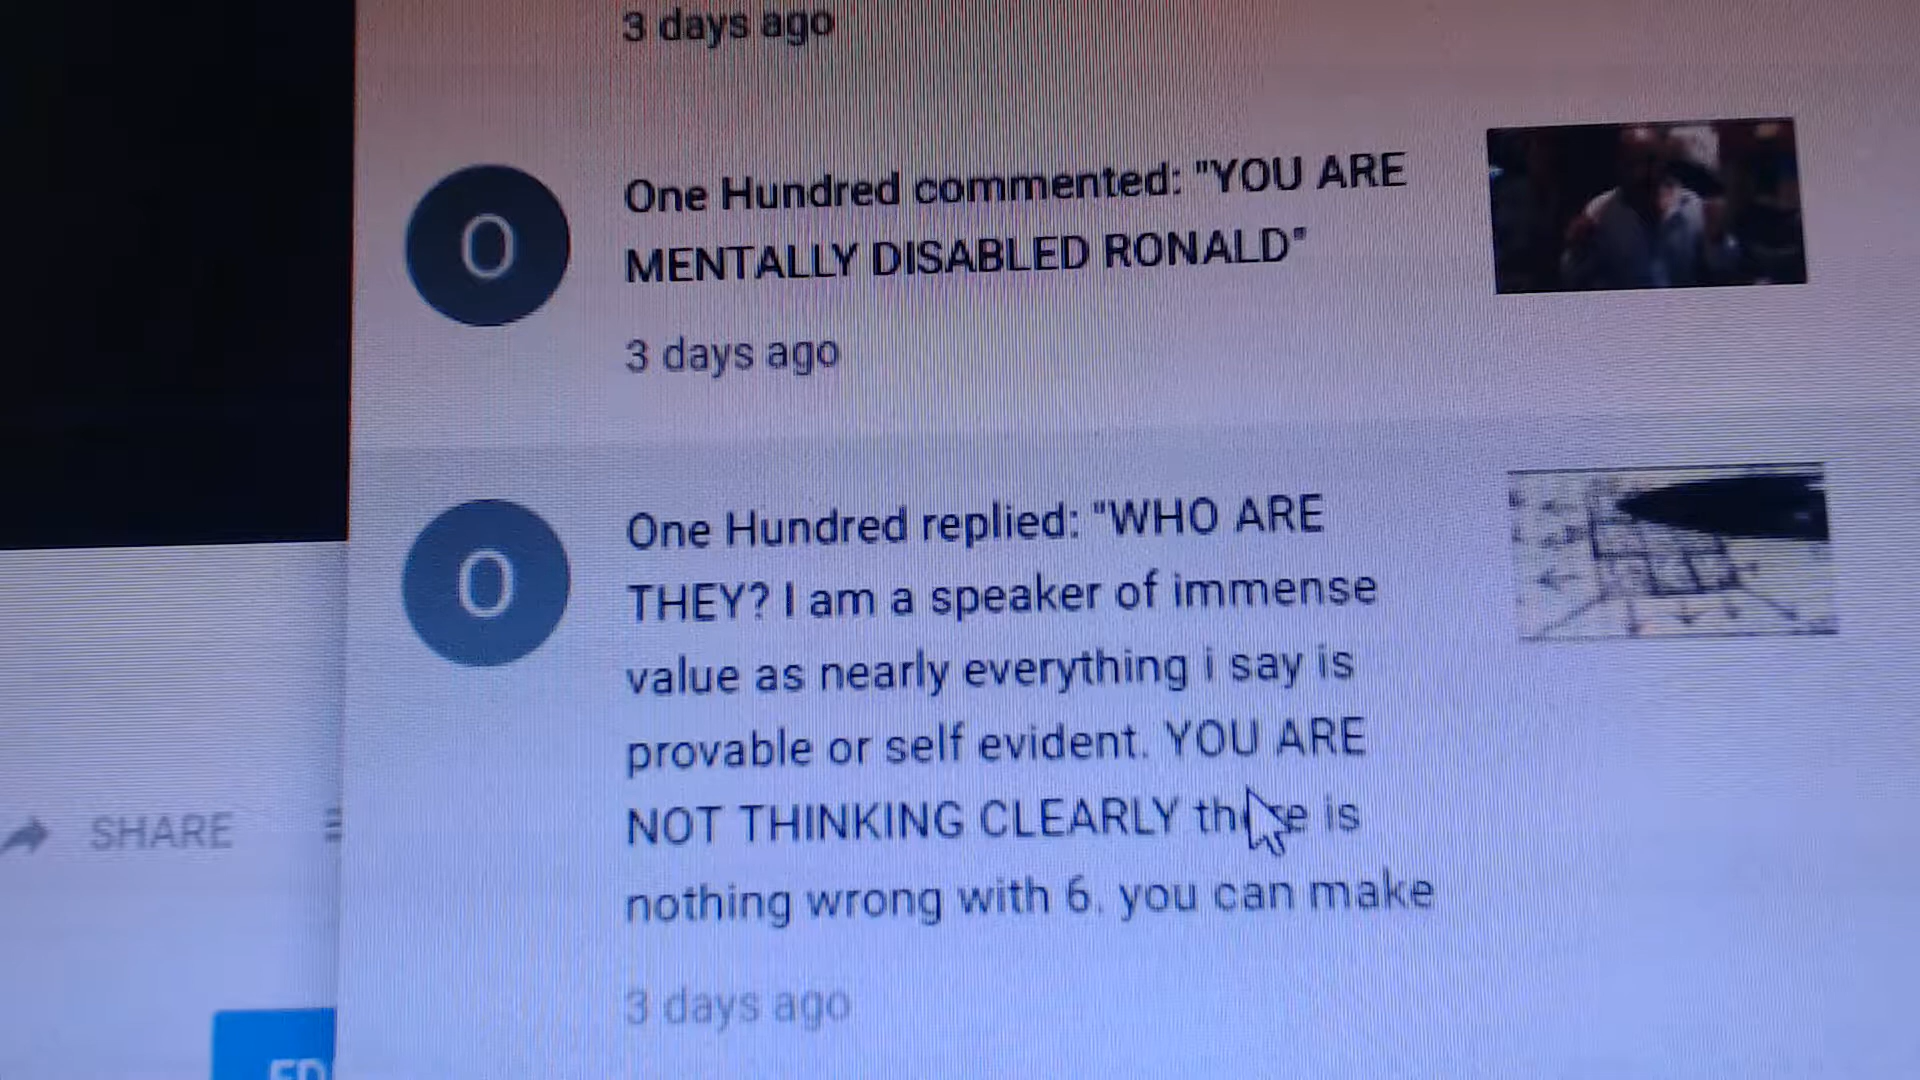 3 days ago
O
One Hundred commented: "YOU ARE
MENTALLY DISABLED RONALD"
3 days ago
O
One Hundred replied: "WHO ARE
THEY? I am a speaker of immense
value as nearly everything i say is
provable or self evident. YOU ARE
NOT THINKING CLEARLY is
nothing wrong with 6. you can make
3 days ago
SHARE